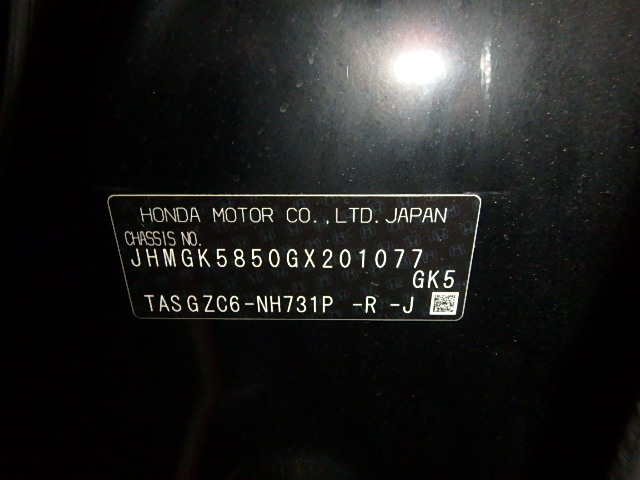 HONDA MOTOR CO.,LTD.JAPAN
CHASSIS NO.
JHMGK5850GX201077
GK5
TASGZC6-NH731P -R -J